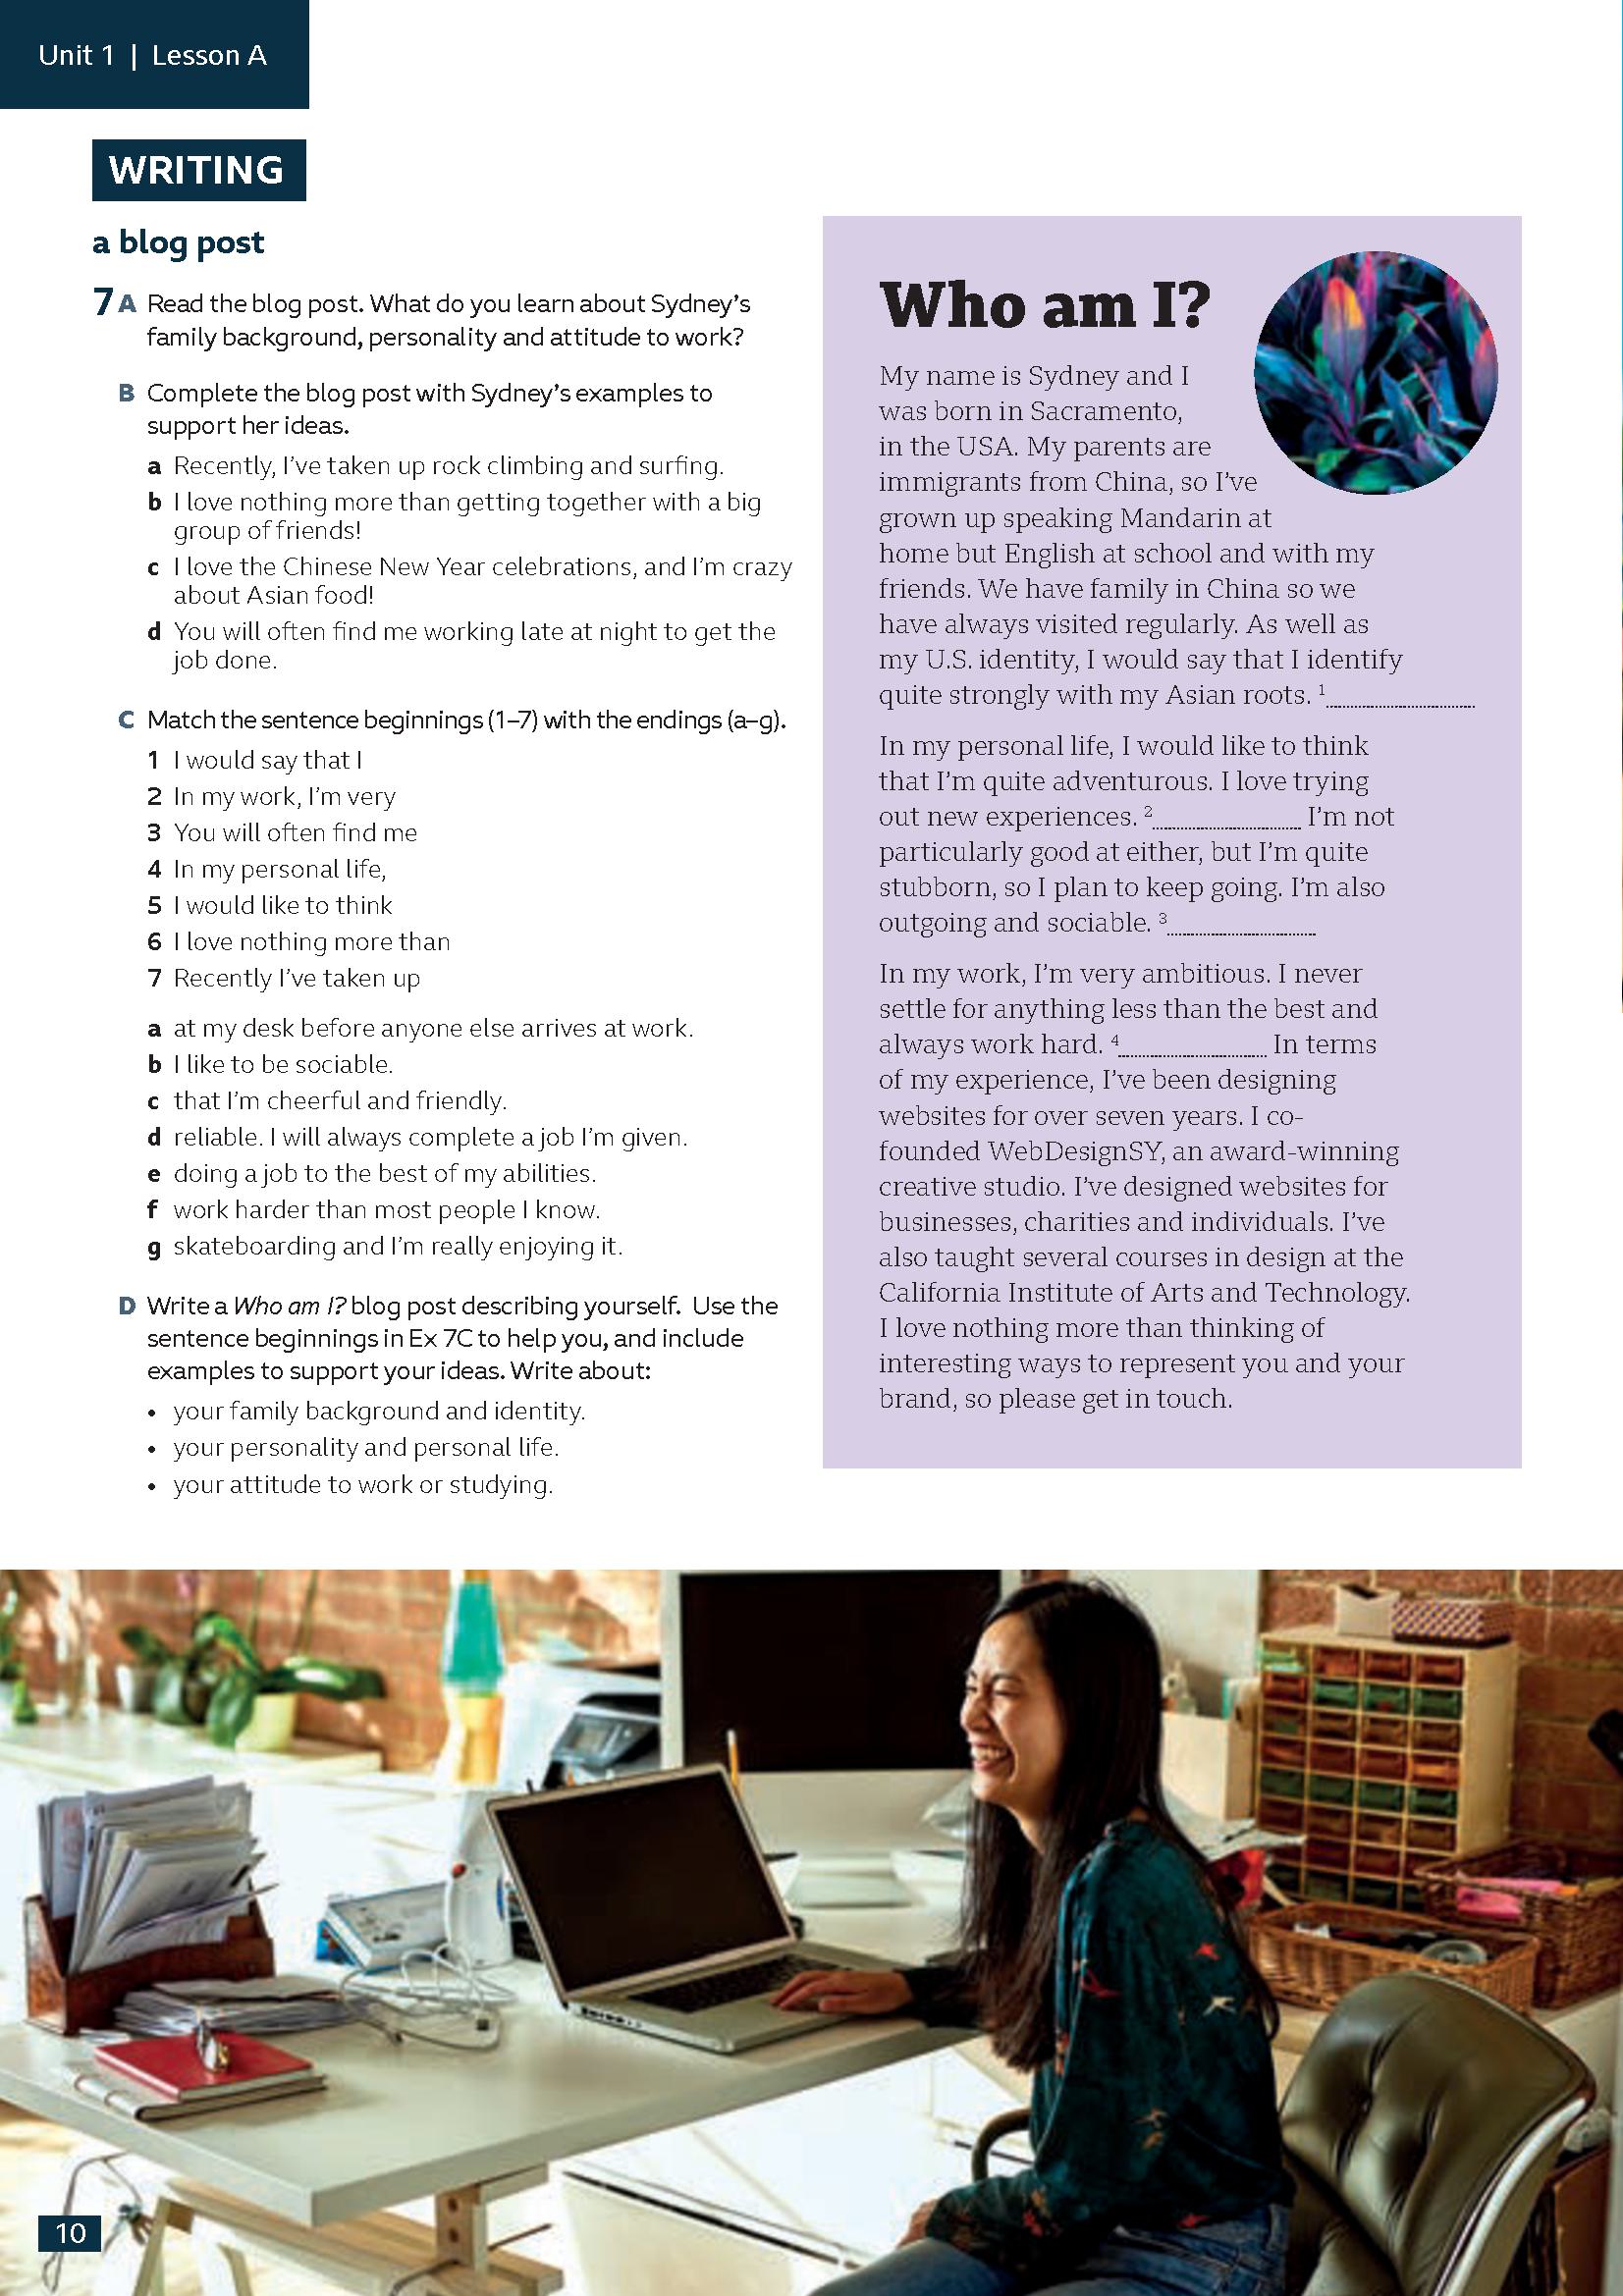 Unit 1 | Lesson A
WRITING
a blog post
7 A Read the blog post. What do you learn about Sydney's
family background, personality and attitude to work?
B Complete the blog post with Sydney's examples to
support her ideas.
a Recently, I've taken up rock climbing and surfing.
b I love nothing more than getting together with a big
group of friends!
c I love the Chinese New Year celebrations, and I'm crazy
about Asian food!
d You will often find me working late at night to get the
job done.
C Match the sentence beginnings (1–7) with the endings (a–g).
1 I would say that I
2 In my work, I'm very
3 You will often find me
4 In my personal life,
5 I would like to think
6 I love nothing more than
7 Recently I've taken up
a at my desk before anyone else arrives at work.
b I like to be sociable.
c that I'm cheerful and friendly.
d reliable. I will always complete a job I'm given.
e doing a job to the best of my abilities.
f work harder than most people I know.
g skateboarding and I'm really enjoying it.
D Write a Who am I? blog post describing yourself. Use the
sentence beginnings in Ex 7C to help you, and include
examples to support your ideas. Write about:
• your family background and identity.
• your personality and personal life.
• your attitude to work or studying.
Who am I?
My name is Sydney and I
was born in Sacramento,
in the USA. My parents are
immigrants from China, so I've
grown up speaking Mandarin at
home but English at school and with my
friends. We have family in China so we
have always visited regularly. As well as
my U.S. identity, I would say that I identify
quite strongly with my Asian roots. 1
In my personal life, I would like to think
that I'm quite adventurous. I love trying
out new experiences. 2 I'm not
particularly good at either, but I'm quite
stubborn, so I plan to keep going. I'm also
outgoing and sociable. 3
In my work, I'm very ambitious. I never
settle for anything less than the best and
always work hard. 4 In terms
of my experience, I've been designing
websites for over seven years. I co-
founded WebDesignSY, an award-winning
creative studio. I've designed websites for
businesses, charities and individuals. I've
also taught several courses in design at the
California Institute of Arts and Technology.
I love nothing more than thinking of
interesting ways to represent you and your
brand, so please get in touch.
10